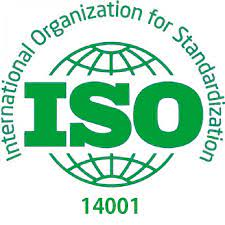 International Organization for Standardization
ISO
14001